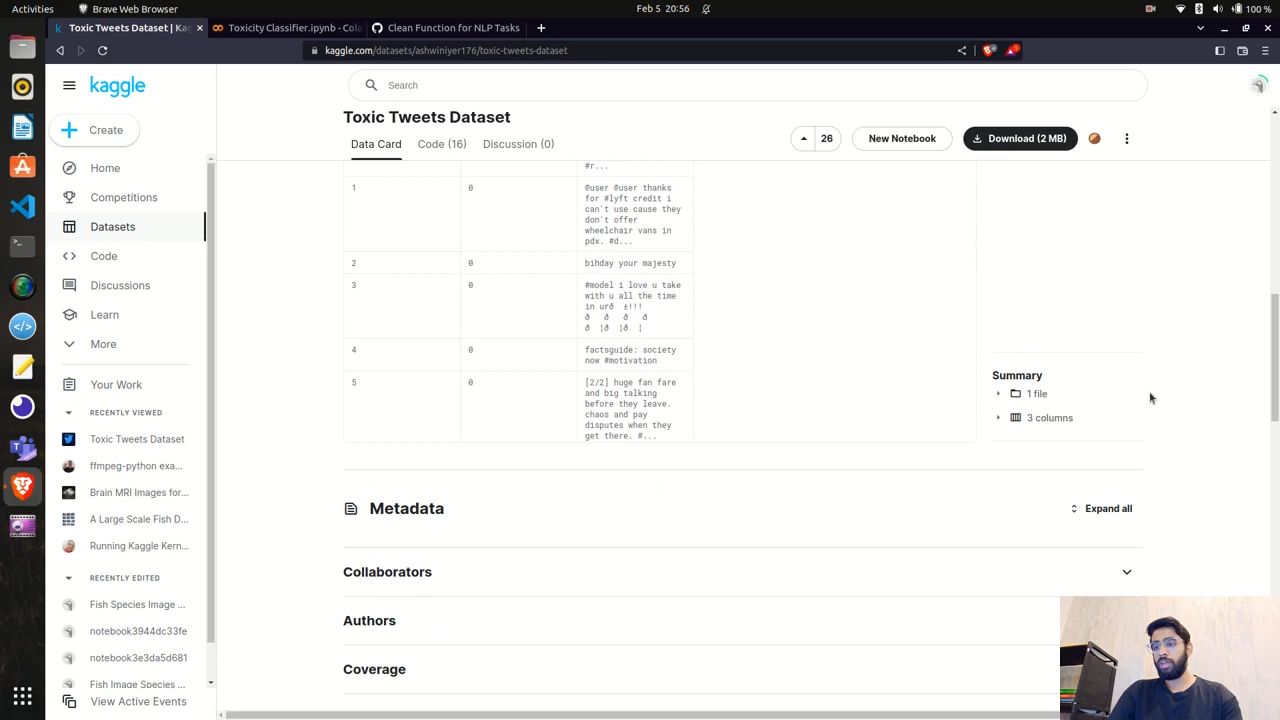 Activities
Web Browser
Feb 5 20:56
100 %
Toxic Tweets Dataset | Ka
Toxicity Classifier.ipynb - Cola
Clean Function for NLP Tasks
kaggle.com/datasets/ashwiniyer176/toxic-tweets-dataset
kaggle
Search
Create
Home
Competitions
Datasets
Code
Discussions
Learn
More
Your Work
RECENTLY VIEWED
Toxic Tweets Dataset
ffmpeg-python exa...
Brain MRI Images for...
A Large Scale Fish D...
Running Kaggle Kern...
RECENTLY EDITED
Fish Species Image ...
notebook3944dc33fe
notebook3e3da5d681
Fish Image Species ...
View Active Events
Toxic Tweets Dataset
Data Card
Code (16)
Discussion (0)
26
New Notebook
Download (2 MB)
#r...
1
0
@user @user thanks
for #lyft credit i
can't use cause they
don't offer
wheelchair vans in
pdx. #d...
2
0
bihday your majesty
3
0
#model i love u take
with u all the time
in urð ±!!!
ð ð ð ð
ð ¦ð ¦ð ¦
4
0
factsguide: society
now #motivation
5
0
[2/2] huge fan fare
and big talking
before they leave.
chaos and pay
disputes when they
get there. #...
Summary
1 file
3 columns
Metadata
Expand all
Collaborators
Authors
Coverage